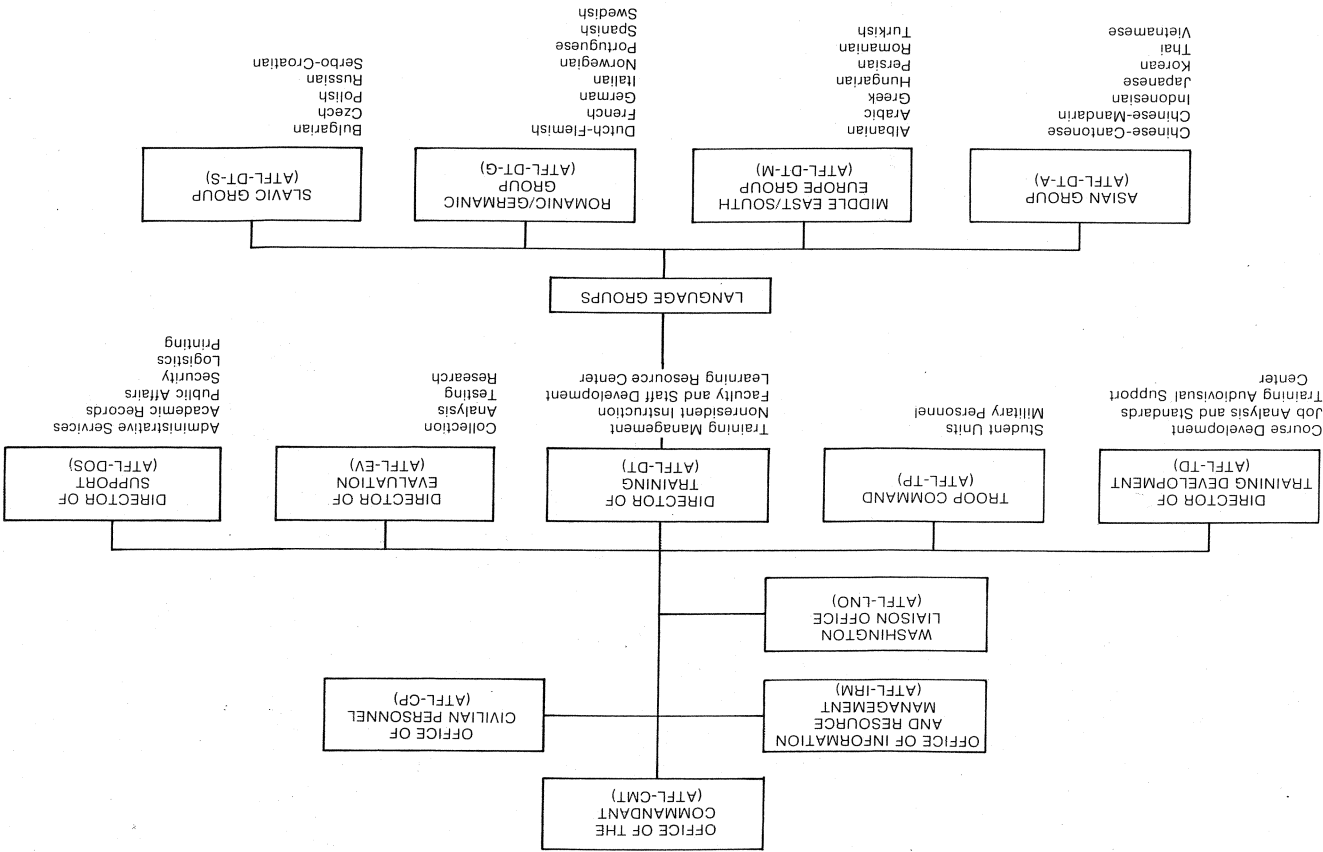 OFFICE OF THE
COMMANDANT
(ATFL-CMT)
OFFICE OF INFORMATION
AND RESOURCE
MANAGEMENT
(ATFL-IRM)
OFFICE OF
CIVILIAN PERSONNEL
(ATFL-CP)
WASHINGTON
LIAISON OFFICE
(ATFL-LNO)
DIRECTOR OF
TRAINING DEVELOPMENT
(ATFL-TD)
Course Development
Job Analysis and Standards
Training Audiovisual Support
Center
TROOP COMMAND
(ATFL-TP)
Student Units
Military Personnel
DIRECTOR OF
TRAINING
(ATFL-DT)
Training Management
Nonresident Instruction
Faculty and Staff Development
Learning Resource Center
DIRECTOR OF
EVALUATION
(ATFL-EV)
Collection
Analysis
Testing
Research
DIRECTOR OF
SUPPORT
(ATFL-DOS)
Administrative Services
Academic Records
Public Affairs
Security
Logistics
Printing
LANGUAGE GROUPS
ASIAN GROUP
(ATFL-DT-A)
Chinese-Cantonese
Chinese-Mandarin
Indonesian
Japanese
Korean
Thai
Vietnamese
MIDDLE EAST/SOUTH
EUROPE GROUP
(ATFL-DT-M)
Albanian
Arabic
Greek
Hungarian
Persian
Romanian
Turkish
ROMANIC/GERMANIC
GROUP
(ATFL-DT-G)
Dutch-Flemish
French
German
Italian
Norwegian
Portuguese
Spanish
Swedish
SLAVIC GROUP
(ATFL-DT-S)
Bulgarian
Czech
Polish
Russian
Serbo-Croatian